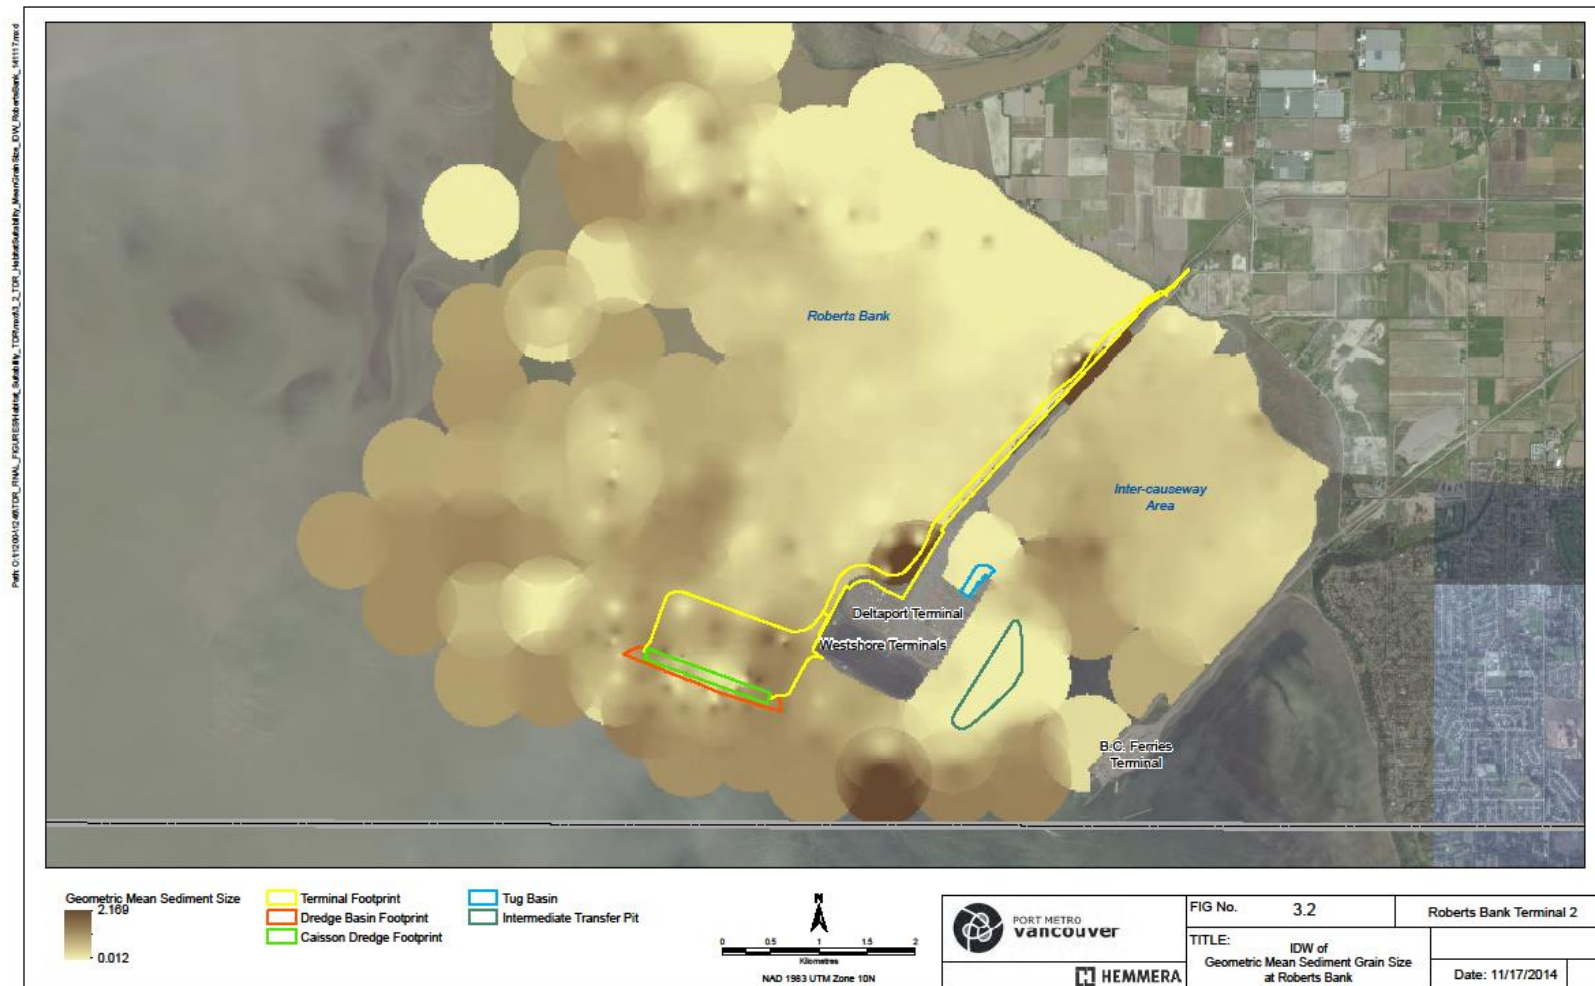 Roberts Bank
Inter-causeway
Area
Deltaport Terminal
Westshore Terminals
B.C. Ferries
Terminal
Geometric Mean Sediment Size
2.169
0.012
Terminal Footprint
Dredge Basin Footprint
Caisson Dredge Footprint
Tug Basin
Intermediate Transfer Pit
N
0 0.5 1 1.5 2
Kilometres
NAD 1983 UTM Zone 10N
PORT METRO
vancouver
HEMMERA
FIG No. 3.2
Roberts Bank Terminal 2
TITLE:
IDW of
Geometric Mean Sediment Grain Size
at Roberts Bank
Date: 11/17/2014